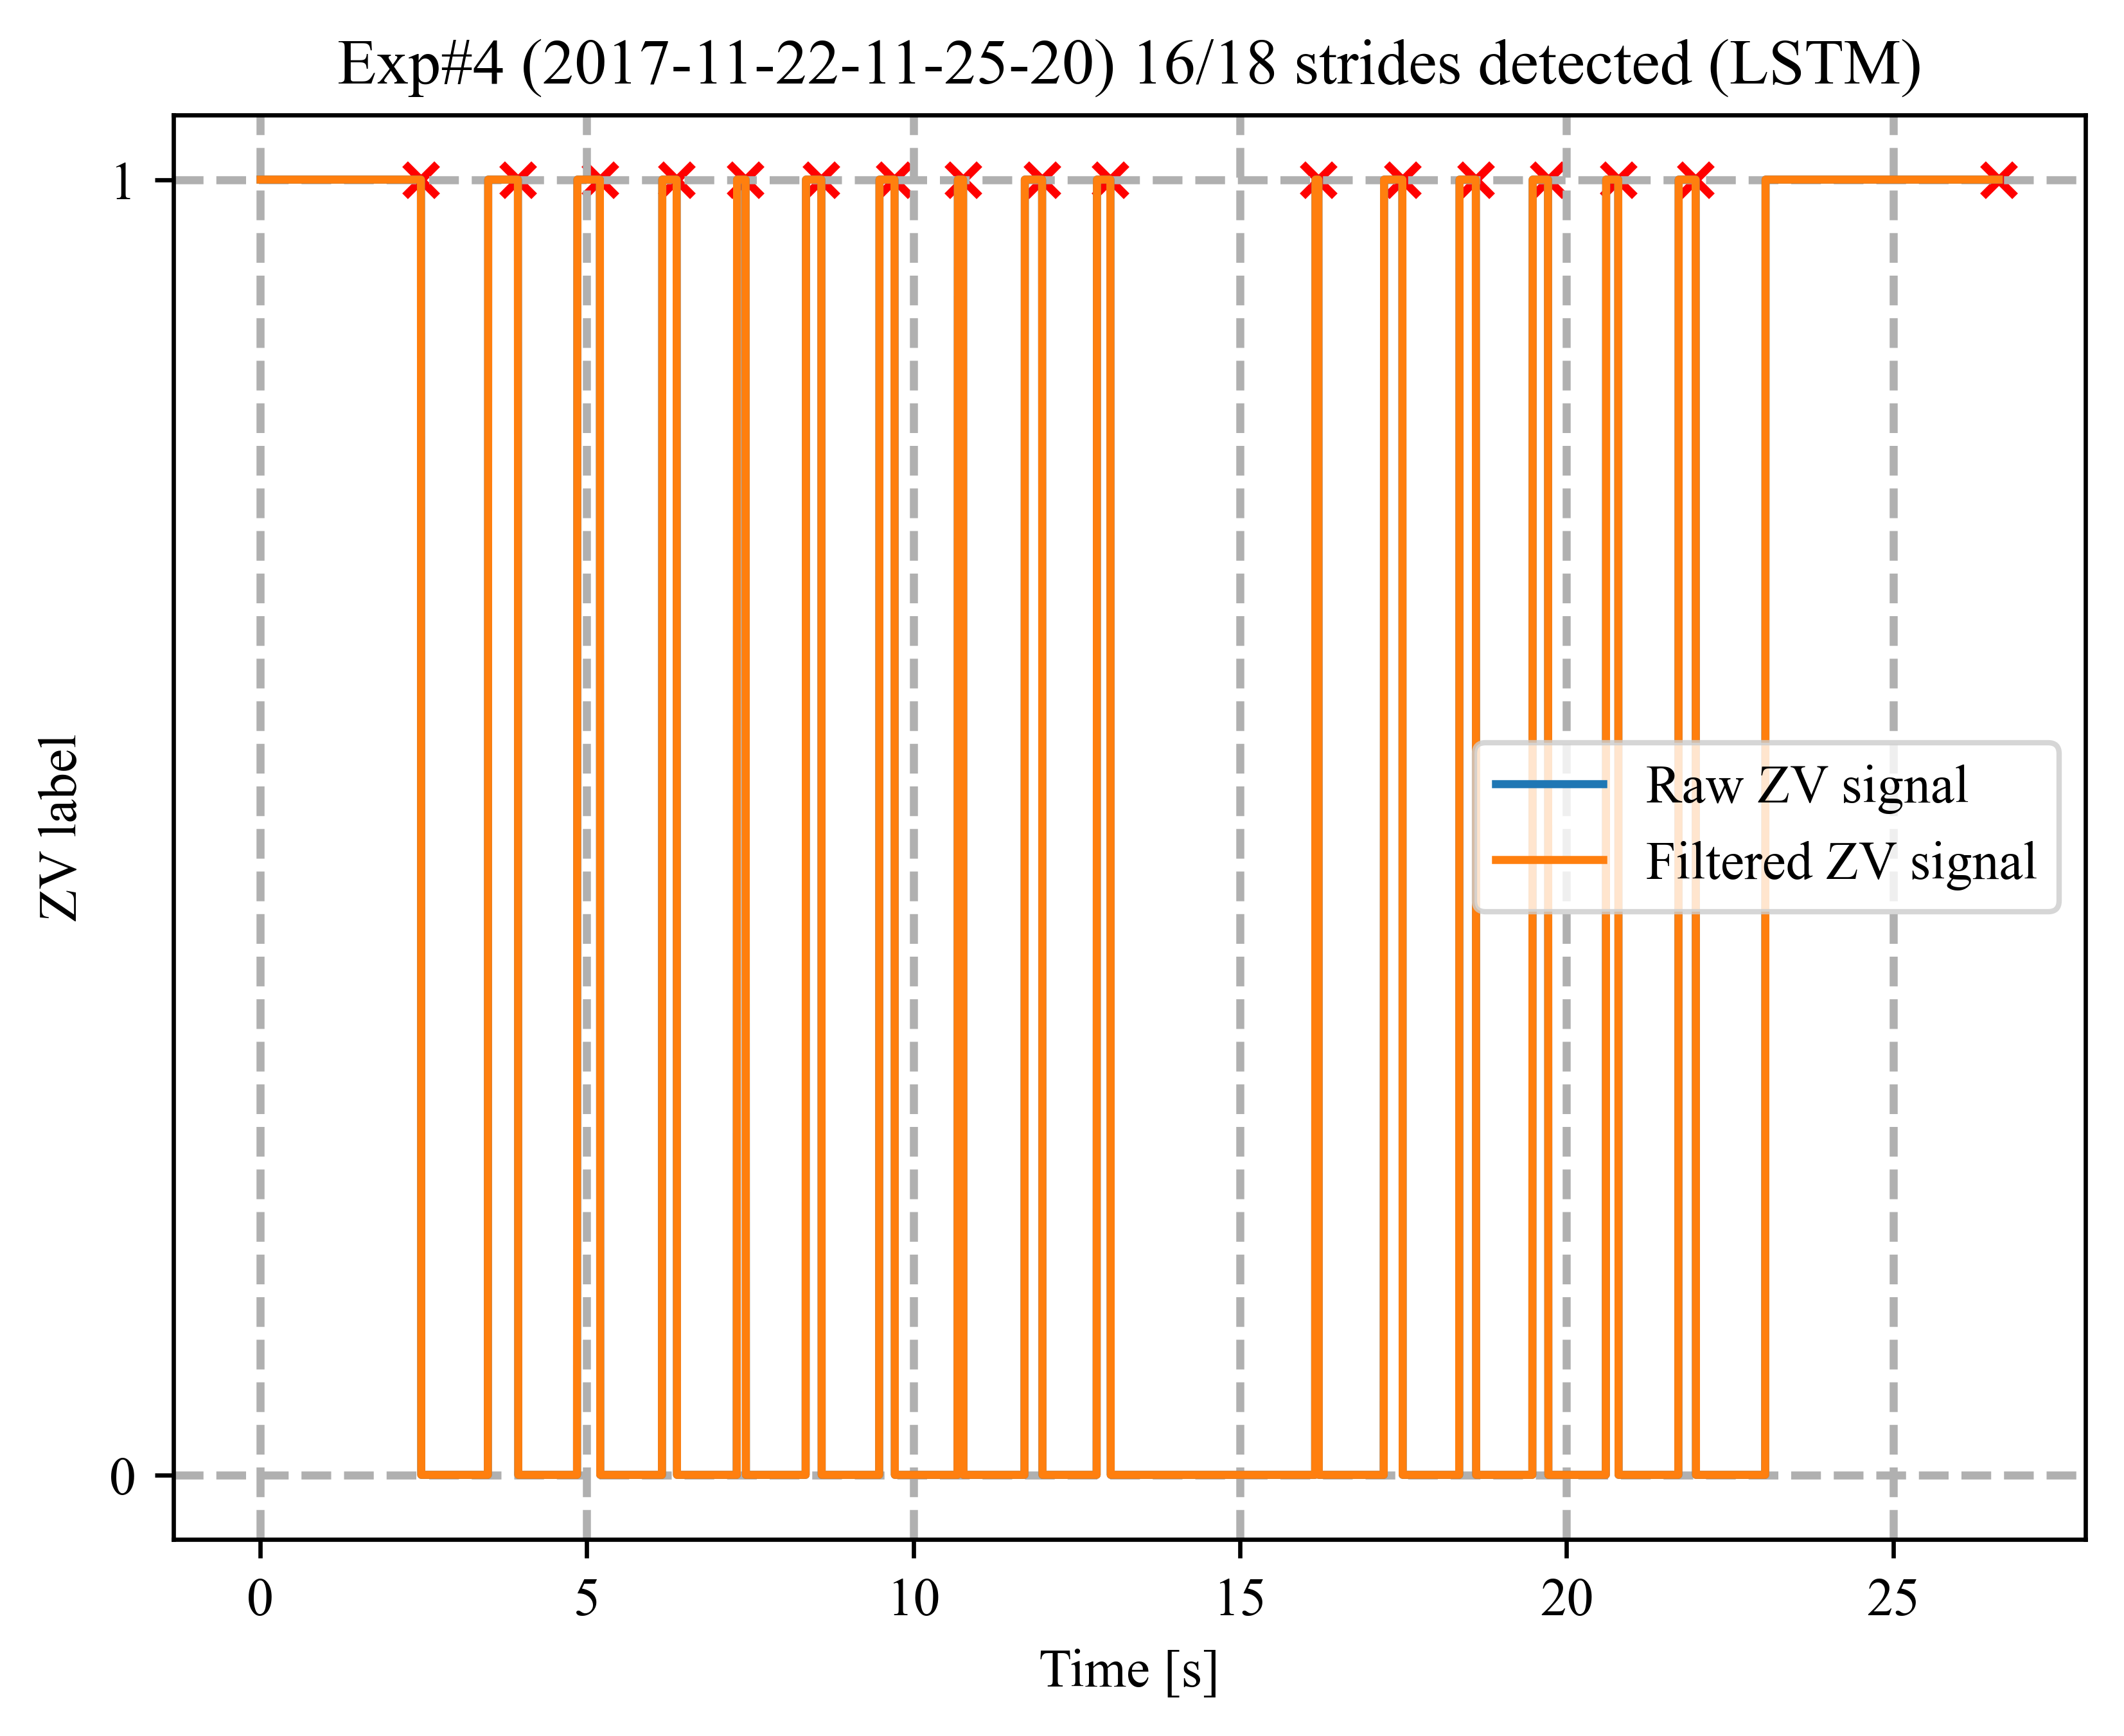 Exp#4 (2017-11-22-11-25-20) 16/18 strides detected (LSTM)
1
ZV label
Raw ZV signal
Filtered ZV signal
0
0 5 10 15 20 25
Time [s]